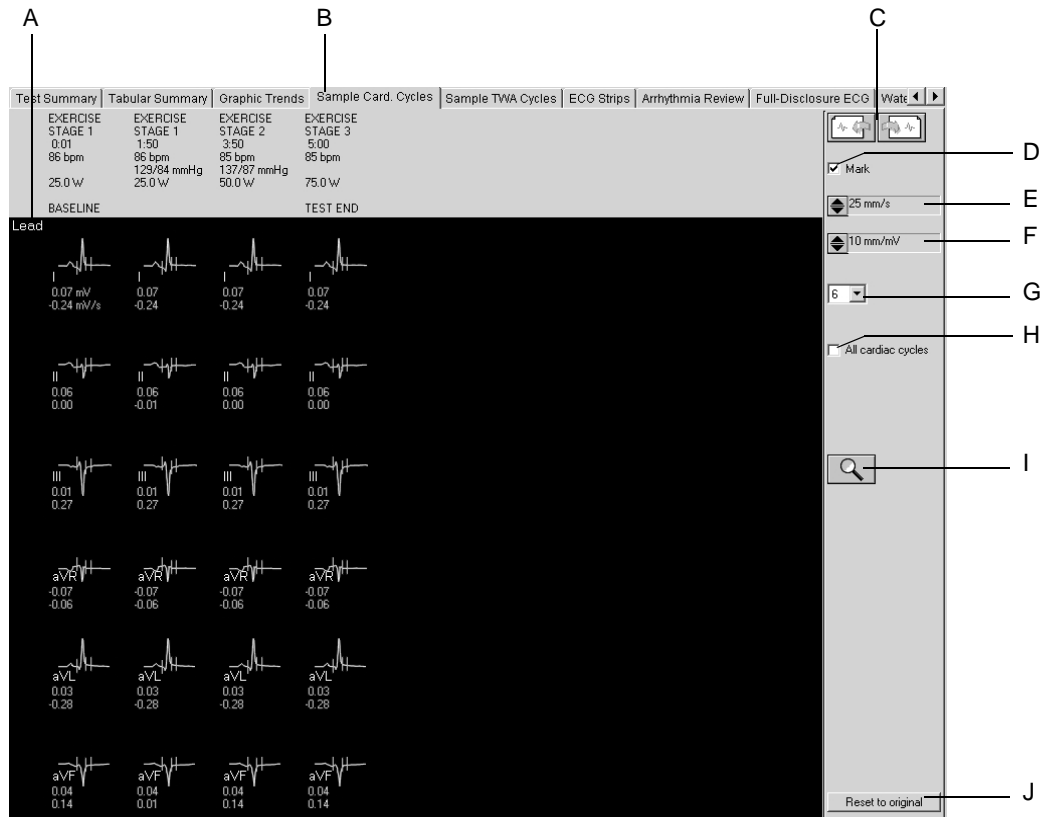 A B C
Test Summary Tabular Summary Graphic Trends Sample Card. Cycles Sample TWA Cycles ECG Strips Arrhythmia Review Full-Disclosure ECG Wate
EXERCISE EXERCISE EXERCISE EXERCISE
STAGE 1 STAGE 1 STAGE 2 STAGE 3
0:01 1:50 3:50 5:00
86 bpm 86 bpm 85 bpm 85 bpm
129/84 mmHg 137/87 mmHg
25.0 W 25.0 W 50.0 W 75.0 W
BASELINE TEST END
D
Mark
E
25 mm/s
F
10 mm/mV
G
6
H
All cardiac cycles
I
Lead
I I I I
0.07 mV 0.07 0.07 0.07
-0.24 mV/s -0.24 -0.24 -0.24
II II II II
0.06 0.06 0.06 0.06
0.00 -0.01 0.00 0.00
III III III III
0.01 0.01 0.01 0.01
0.27 0.27 0.27 0.27
aVR aVR aVR aVR
-0.07 -0.07 -0.07 -0.07
-0.06 -0.06 -0.06 -0.06
aVL aVL aVL aVL
0.03 0.03 0.03 0.03
-0.28 -0.28 -0.28 -0.28
aVF aVF aVF aVF
0.04 0.04 0.04 0.04
0.14 0.01 0.14 0.14
Reset to original
J